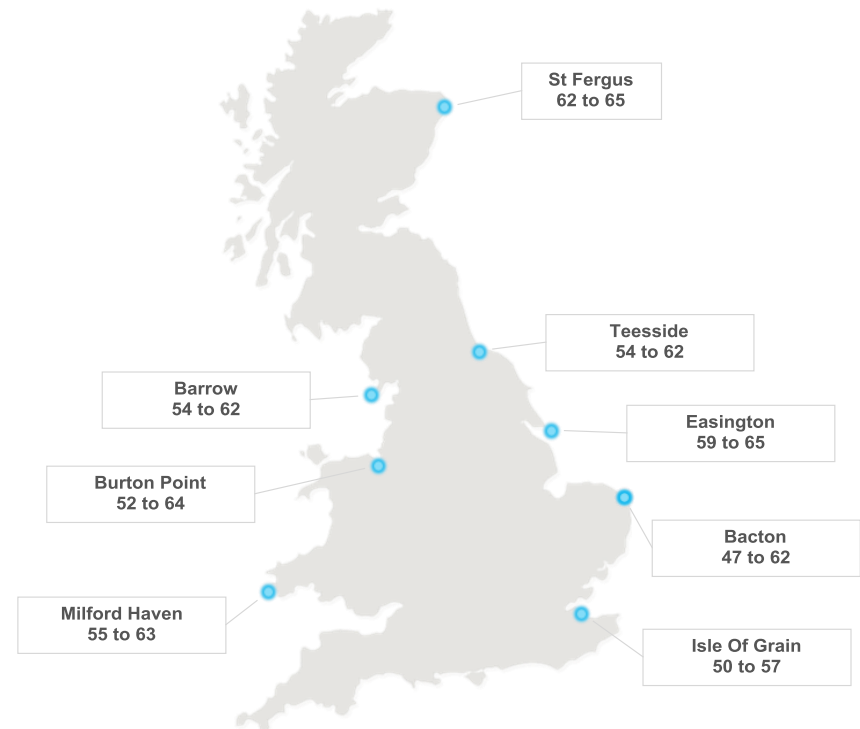 St Fergus
62 to 65
Teesside
54 to 62
Barrow
54 to 62
Easington
59 to 65
Burton Point
52 to 64
Bacton
47 to 62
Milford Haven
55 to 63
Isle Of Grain
50 to 57